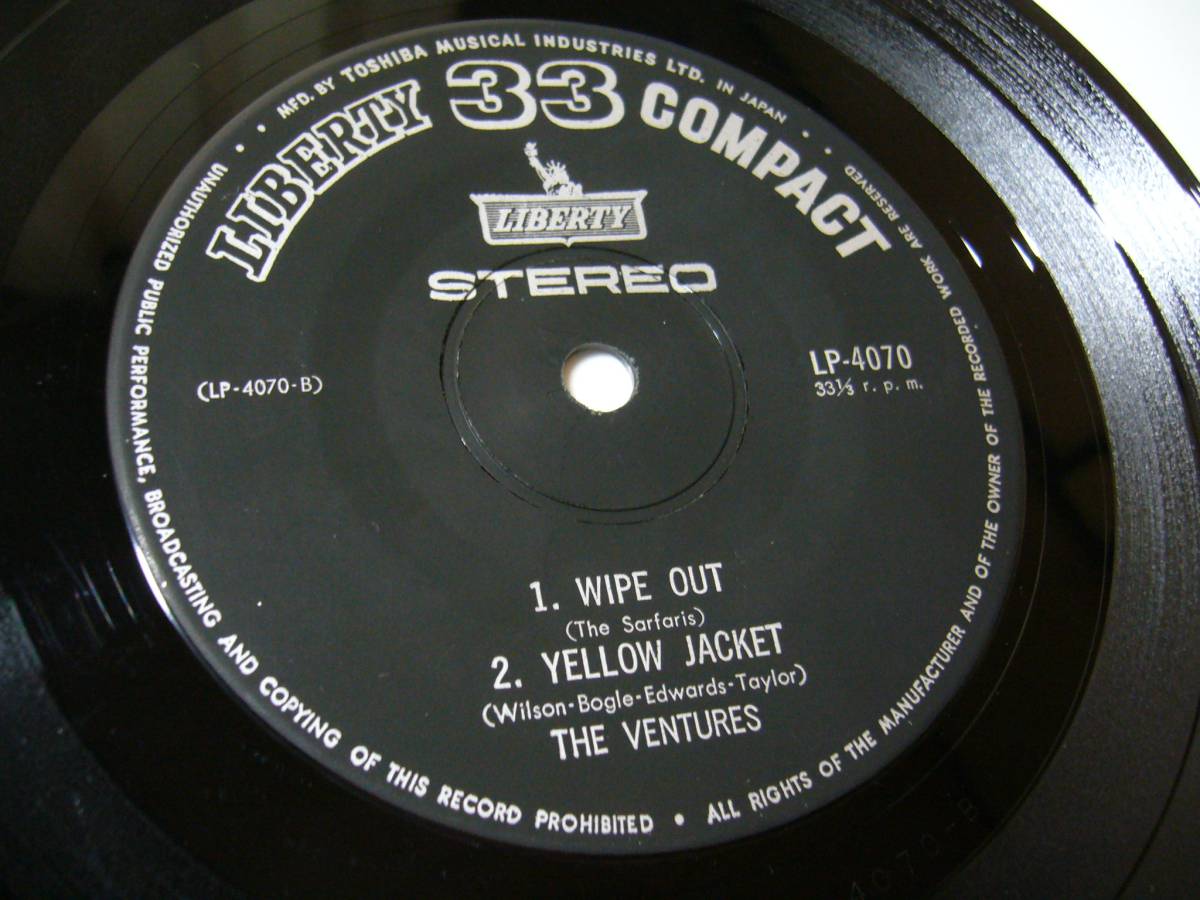 MFD. BY TOSHIBA MUSICAL INDUSTRIES LTD. IN JAPAN
LIBERTY 33 COMPACT
LIBERTY
STEREO
(LP-4070-B)
LP-4070
33⅓ r.p.m.
1. WIPE OUT
(The Sarfaris)
2. YELLOW JACKET
(Wilson-Bogle-Edwards-Taylor)
THE VENTURES
UNAUTHORIZED PUBLIC PERFORMANCE, BROADCASTING AND COPYING OF THIS RECORD PROHIBITED • ALL RIGHTS OF THE MANUFACTURER AND OF THE OWNER OF THE RECORDED WORK ARE RESERVED
4070-B